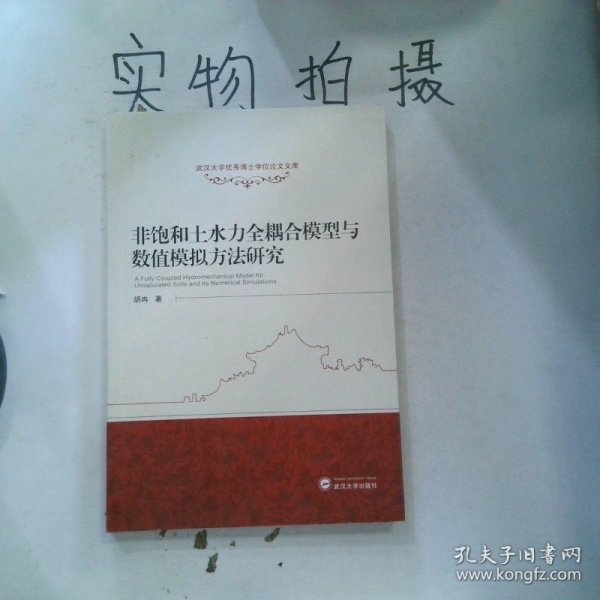 实物拍摄
武汉大学优秀博士学位论文文库
非饱和土水力全耦合模型与
数值模拟方法研究
A Fully Coupled Hydromechanical Model for
Unsaturated Soils and Its Numerical Simulations
胡冉 著
WUHAN UNIVERSITY PRESS
武汉大学出版社
孔夫子旧书网
www.kongfz.com